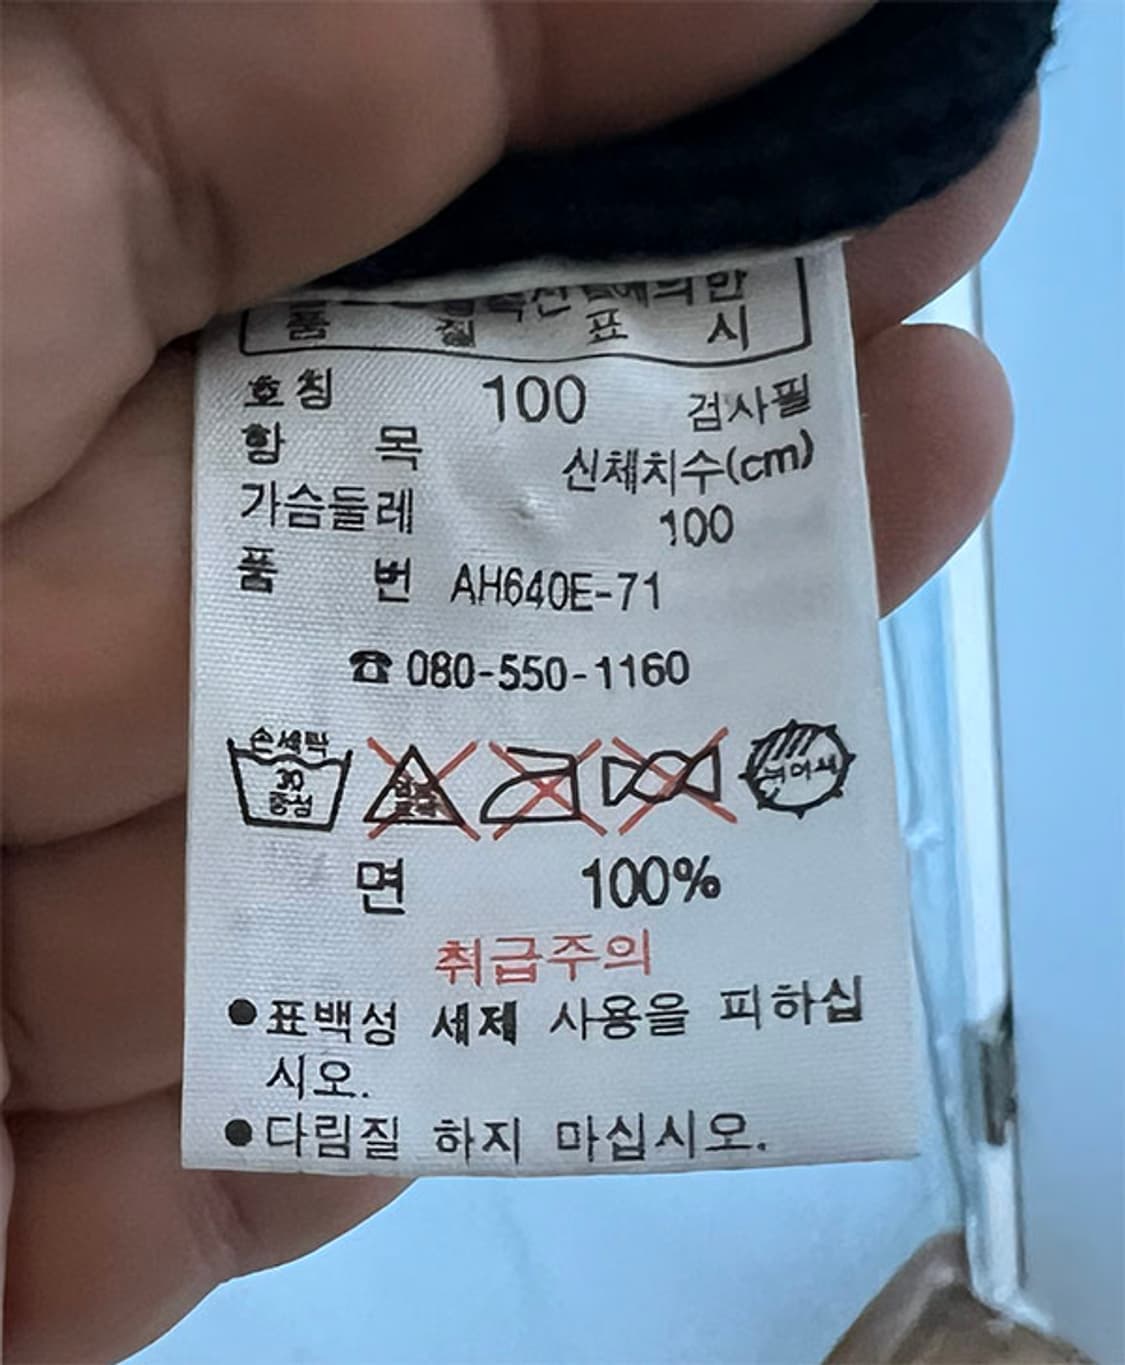 품 질 표 시
호칭 100 검사필
항 목 신체치수(cm)
가슴둘레 100
품 번 AH640E-71
☎ 080-550-1160
손세탁
30
중성
면 100%
취급주의
●표백성 세제 사용을 피하십
시오.
●다림질 하지 마십시오.